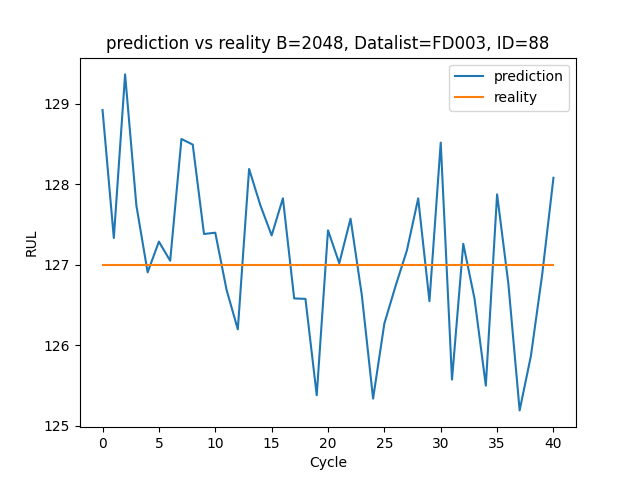 prediction vs reality B=2048, Datalist=FD003, ID=88
prediction
reality
129
128
127
126
125
RUL
0 5 10 15 20 25 30 35 40
Cycle